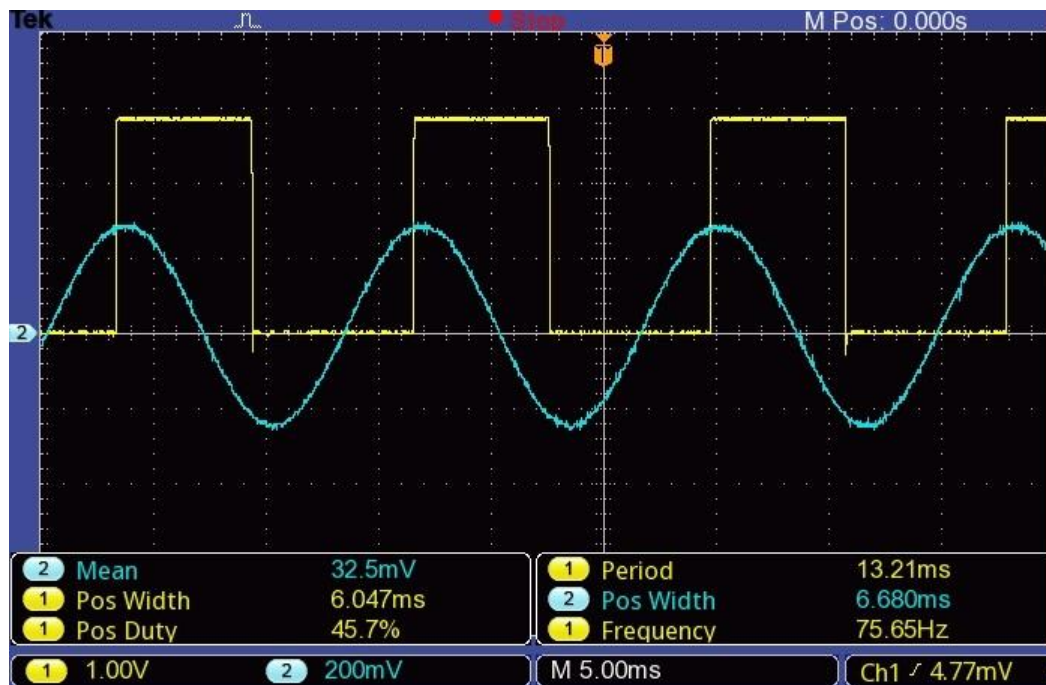 Tek Stop M Pos: 0.000s
T
2
2 Mean 32.5mV
1 Pos Width 6.047ms
1 Pos Duty 45.7%
1 Period 13.21ms
2 Pos Width 6.680ms
1 Frequency 75.65Hz
1 1.00V 2 200mV M 5.00ms Ch1 4.77mV